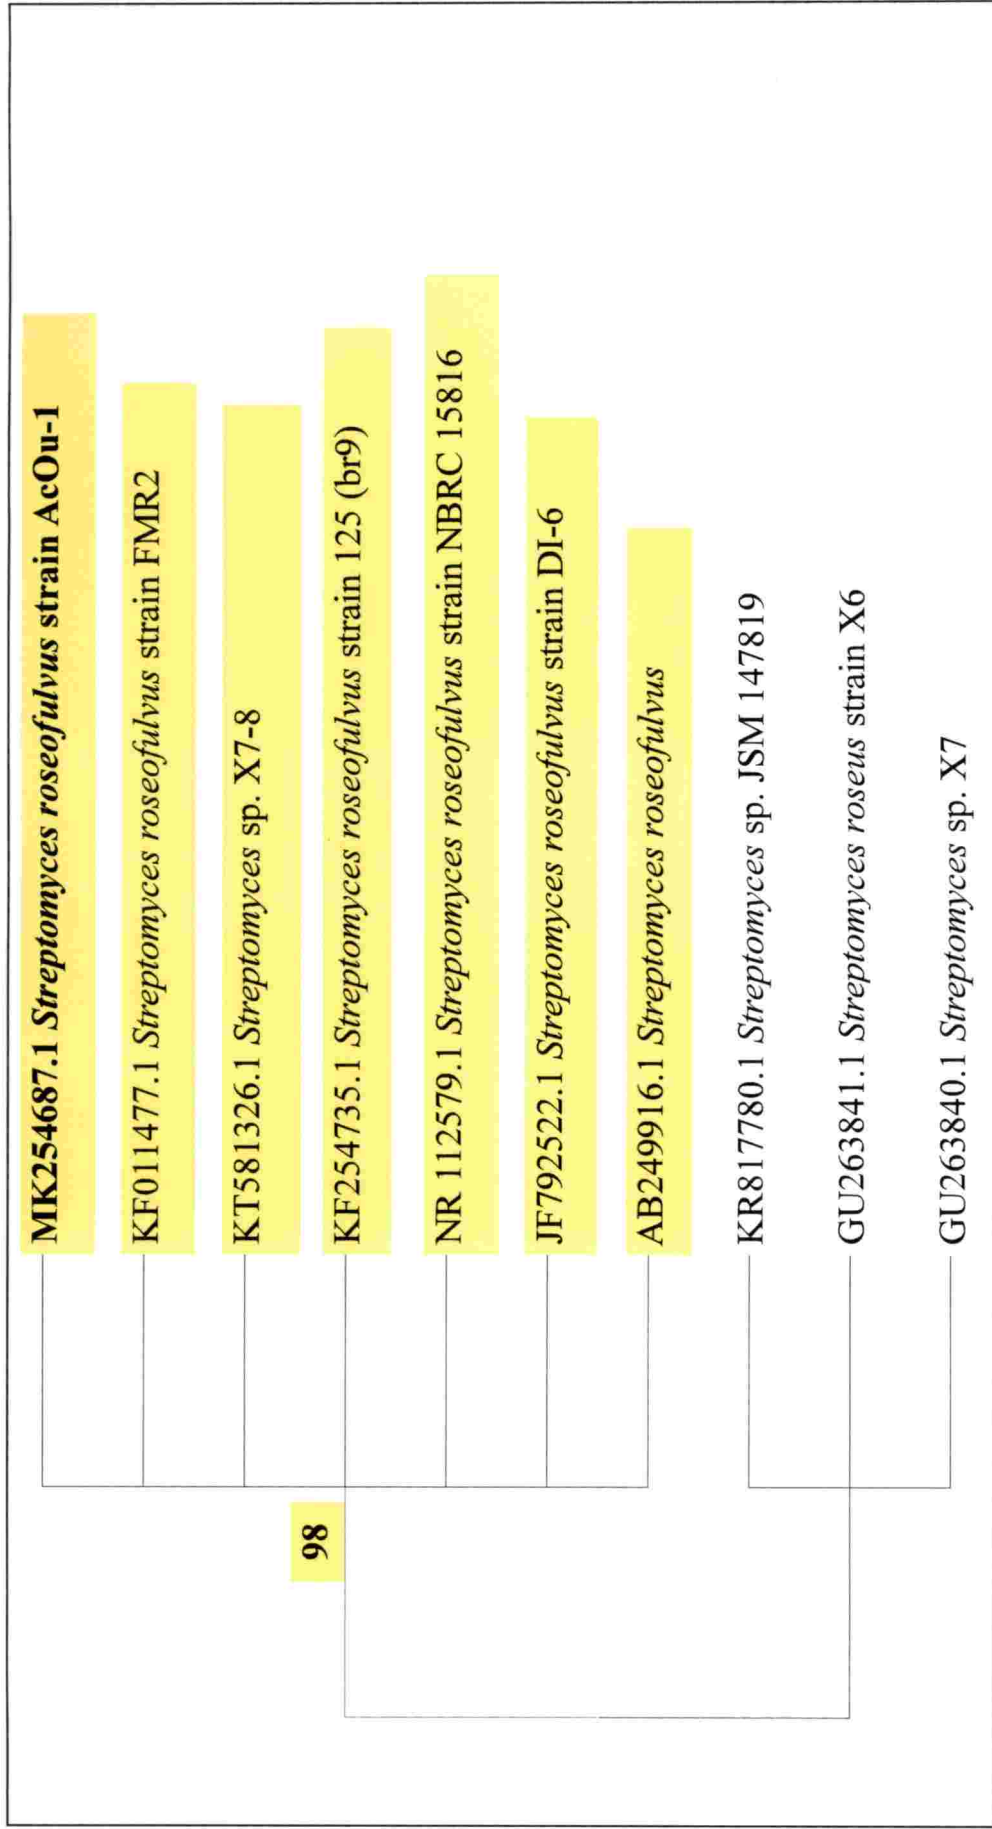 MK254687.1 Streptomyces roseofulvus strain AcOu-1
KF011477.1 Streptomyces roseofulvus strain FMR2
KT581326.1 Streptomyces sp. X7-8
98
KF254735.1 Streptomyces roseofulvus strain 125 (br9)
NR 112579.1 Streptomyces roseofulvus strain NBRC 15816
JF792522.1 Streptomyces roseofulvus strain DI-6
AB249916.1 Streptomyces roseofulvus
KR817780.1 Streptomyces sp. JSM 147819
GU263841.1 Streptomyces roseus strain X6
GU263840.1 Streptomyces sp. X7